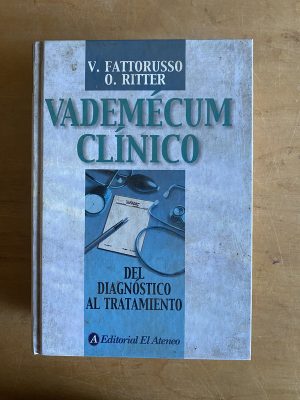 V. FATTORUSSO
O. RITTER
VADEMÉCUM
CLÍNICO
DEL
DIAGNÓSTICO
AL TRATAMIENTO
A Editorial El Ateneo